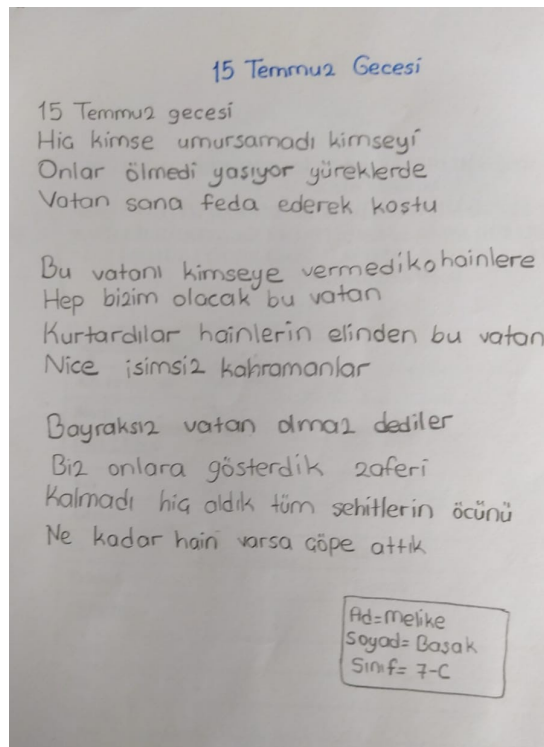 15 Temmuz Gecesi
15 Temmuz gecesi
Hiç kimse umursamadı kimseyi
Onlar ölmedi yaşıyor yüreklerde
Vatan sana feda ederek koştu
Bu vatanı kimseye vermedik o hainlere
Hep bizim olacak bu vatan
Kurtardılar hainlerin elinden bu vatan
Nice isimsiz kahramanlar
Bayraksız vatan olmaz dediler
Biz onlara gösterdik zaferi
Kalmadı hiç aldık tüm şehitlerin öcünü
Ne kadar hain varsa çöpe attık
Ad=Melike
Soyad=Başak
Sınıf=7-C